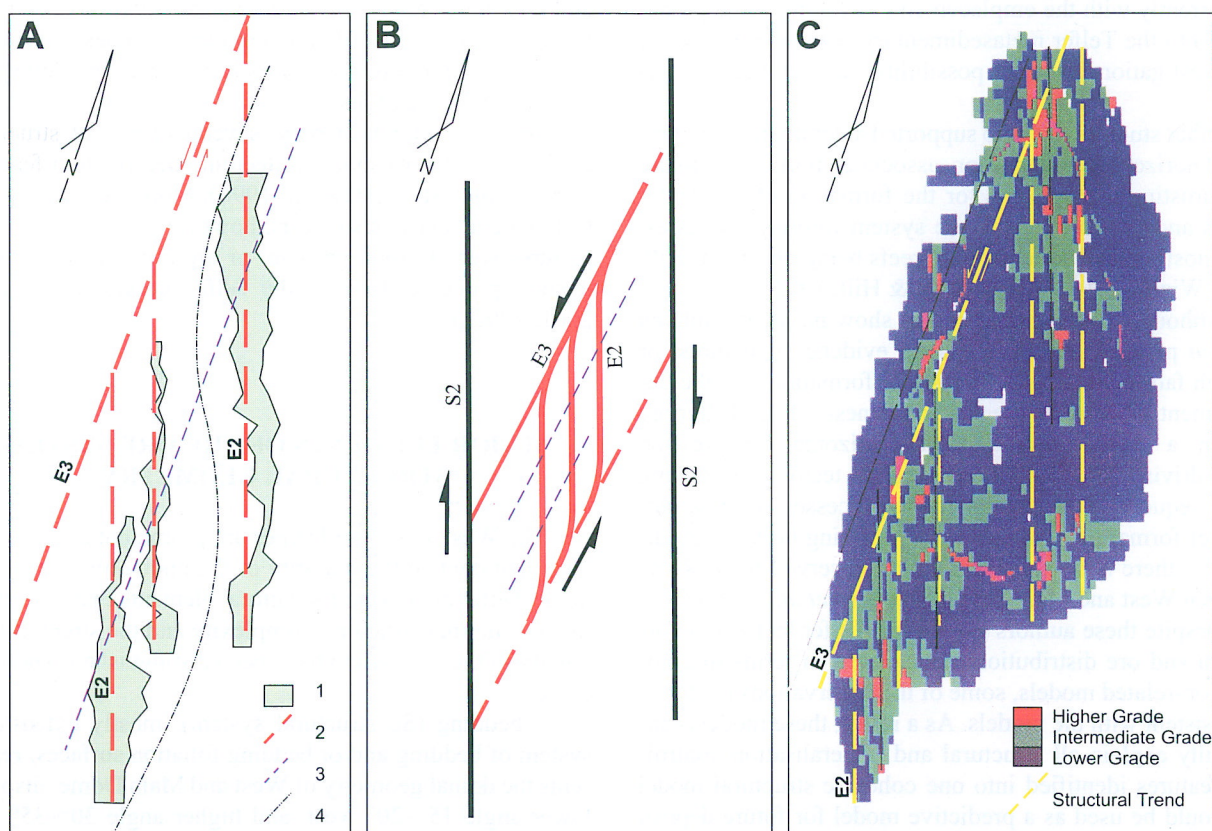 A
N
E3
E2
E2
1
2
3
4
B
N
S2
E3
E2
S2
C
N
E3
E2
Higher Grade
Intermediate Grade
Lower Grade
Structural Trend